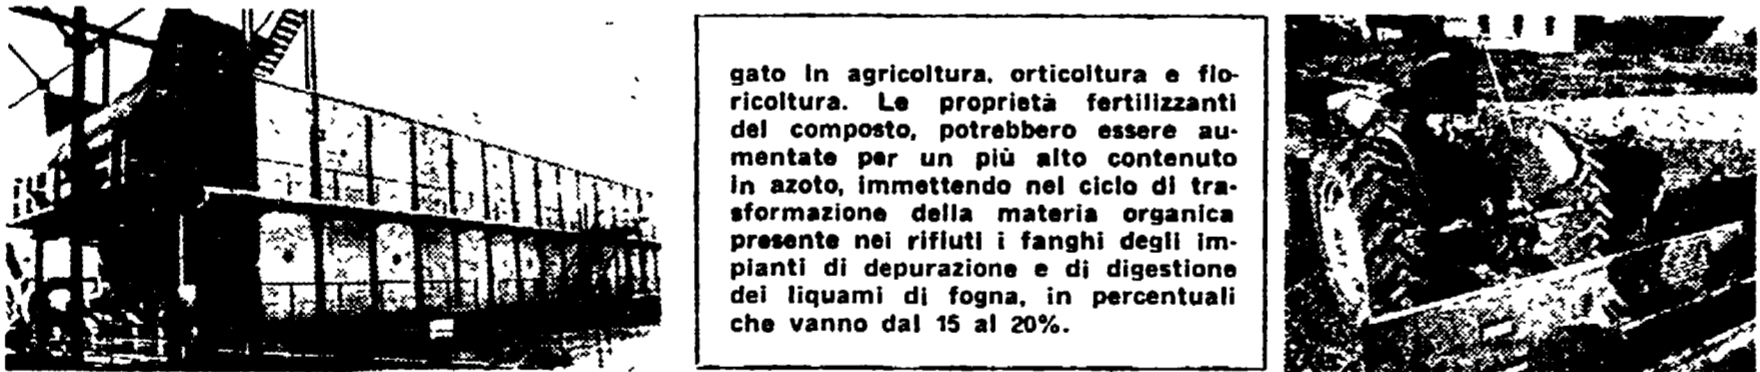 gato in agricoltura, orticoltura e flo-
ricoltura. Le proprietà fertilizzanti
del composto, potrebbero essere au-
mentate per un più alto contenuto
in azoto, immettendo nel ciclo di tra-
sformazione della materia organica
presente nei rifiuti i fanghi degli im-
pianti di depurazione e di digestione
dei liquami di fogna, in percentuali
che vanno dal 15 al 20%.